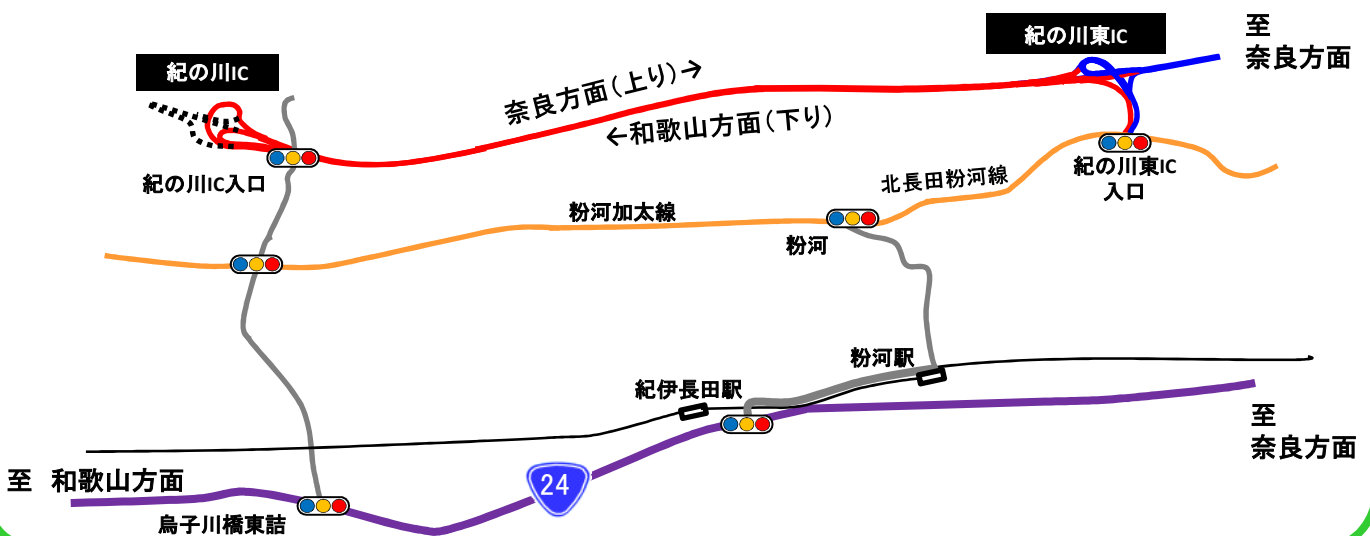 至
奈良方面
紀の川東IC
紀の川IC
奈良方面(上り)→
←和歌山方面(下り)
紀の川IC入口
紀の川東IC
入口
北長田粉河線
粉河加太線
粉河
粉河駅
紀伊長田駅
至
奈良方面
至 和歌山方面
24
烏子川橋東詰